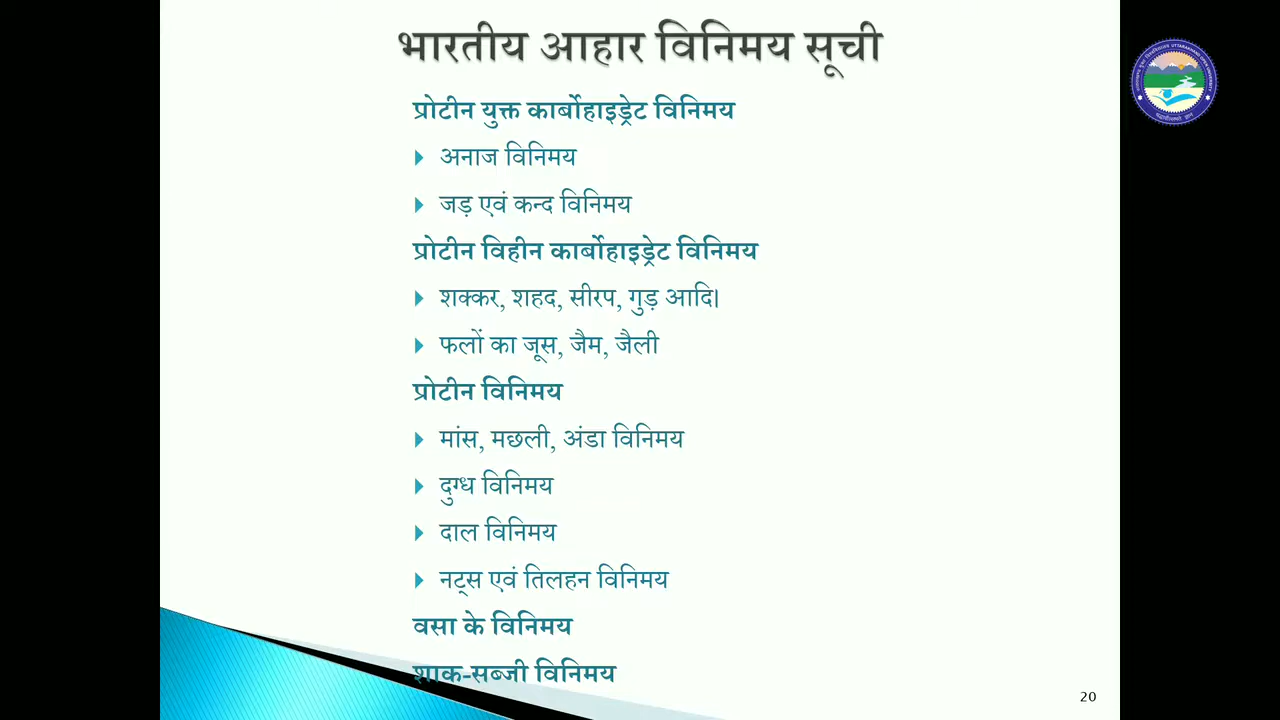 भारतीय आहार विनिमय सूची
प्रोटीन युक्त कार्बोहाइड्रेट विनिमय
अनाज विनिमय
जड़ एवं कन्द विनिमय
प्रोटीन विहीन कार्बोहाइड्रेट विनिमय
शक्कर, शहद, सीरप, गुड़ आदि।
फलों का जूस, जैम, जैली
प्रोटीन विनिमय
मांस, मछली, अंडा विनिमय
दुग्ध विनिमय
दाल विनिमय
नट्स एवं तिलहन विनिमय
वसा के विनिमय
शाक-सब्जी विनिमय
20